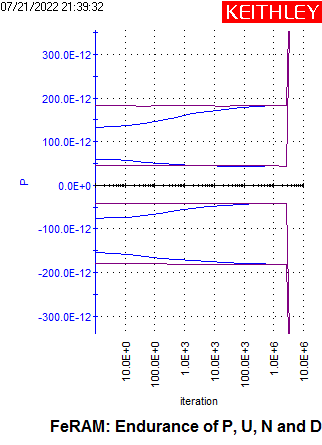 07/21/2022 21:39:32
KEITHLEY
300.0E-12
200.0E-12
100.0E-12
P
0.0E+0
-100.0E-12
-200.0E-12
-300.0E-12
10.0E+0
100.0E+0
1.0E+3
10.0E+3
100.0E+3
1.0E+6
10.0E+6
iteration
FeRAM: Endurance of P, U, N and D